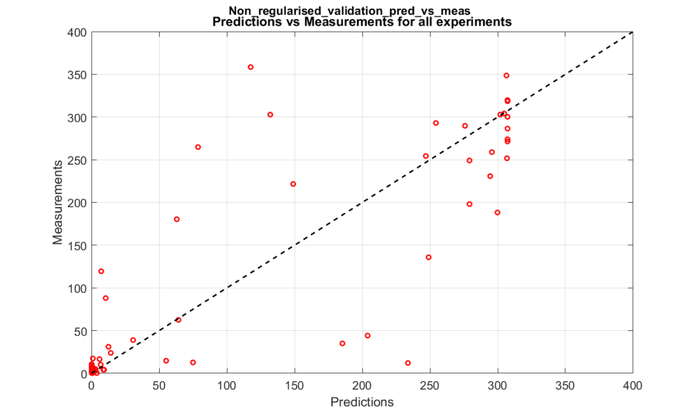 Non_regularised_validation_pred_vs_meas
Predictions vs Measurements for all experiments
400
350
300
250
200
150
100
50
0
Measurements
0 50 100 150 200 250 300 350 400
Predictions